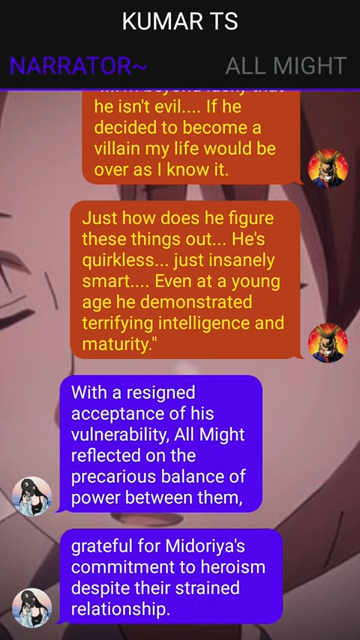 KUMAR TS
NARRATOR~ ALL MIGHT
beyond lucky that
he isn't evil.... If he
decided to become a
villain my life would be
over as I know it.
Just how does he figure
these things out... He's
quirkless... just insanely
smart.... Even at a young
age he demonstrated
terrifying intelligence and
maturity."
With a resigned
acceptance of his
vulnerability, All Might
reflected on the
precarious balance of
power between them,
grateful for Midoriya's
commitment to heroism
despite their strained
relationship.